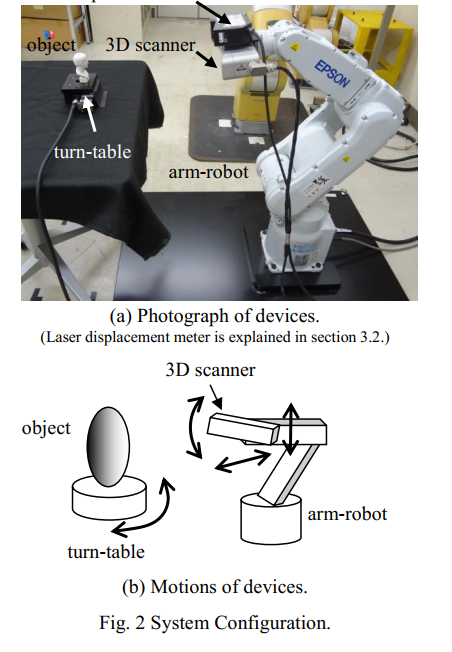 object
3D scanner
EPSON
turn-table
arm-robot
(a) Photograph of devices.
(Laser displacement meter is explained in section 3.2.)
3D scanner
object
arm-robot
turn-table
(b) Motions of devices.
Fig. 2 System Configuration.